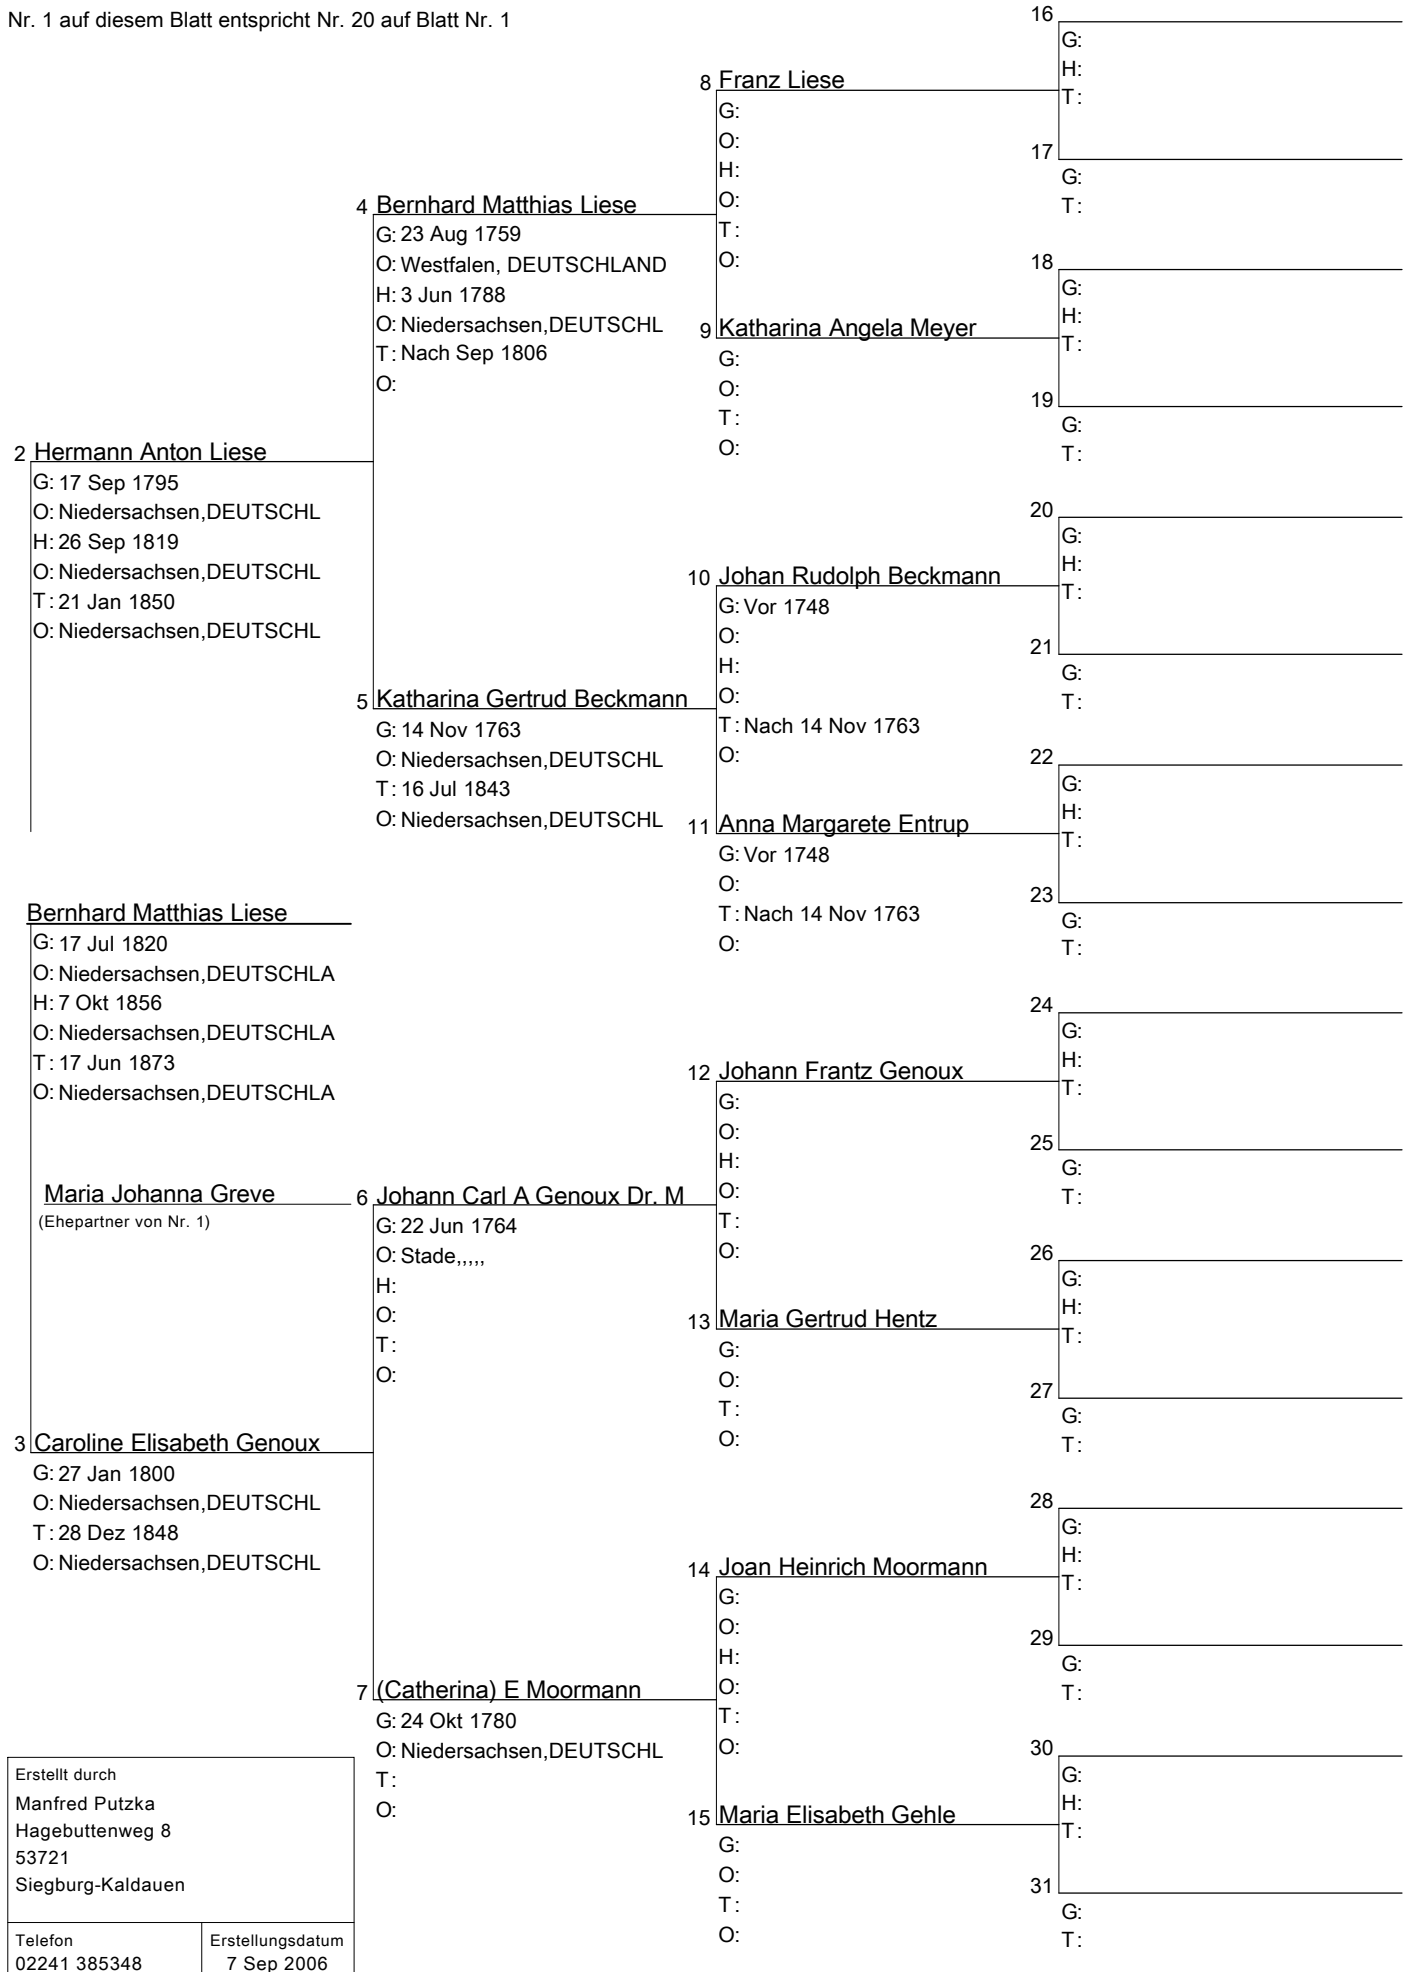 Nr. 1 auf diesem Blatt entspricht Nr. 20 auf Blatt Nr. 1
2 Hermann Anton Liese
G: 17 Sep 1795
O: Niedersachsen,DEUTSCHL
H: 26 Sep 1819
O: Niedersachsen,DEUTSCHL
T: 21 Jan 1850
O: Niedersachsen,DEUTSCHL
Bernhard Matthias Liese
G: 17 Jul 1820
O: Niedersachsen,DEUTSCHLA
H: 7 Okt 1856
O: Niedersachsen,DEUTSCHLA
T: 17 Jun 1873
O: Niedersachsen,DEUTSCHLA
Maria Johanna Greve
(Ehepartner von Nr. 1)
3 Caroline Elisabeth Genoux
G: 27 Jan 1800
O: Niedersachsen,DEUTSCHL
T: 28 Dez 1848
O: Niedersachsen,DEUTSCHL
4 Bernhard Matthias Liese
G: 23 Aug 1759
O: Westfalen, DEUTSCHLAND
H: 3 Jun 1788
O: Niedersachsen,DEUTSCHL
T: Nach Sep 1806
O:
5 Katharina Gertrud Beckmann
G: 14 Nov 1763
O: Niedersachsen,DEUTSCHL
T: 16 Jul 1843
O: Niedersachsen,DEUTSCHL
6 Johann Carl A Genoux Dr. M
G: 22 Jun 1764
O: Stade,,,,,
H:
O:
T:
O:
7 (Catherina) E Moormann
G: 24 Okt 1780
O: Niedersachsen,DEUTSCHL
T:
O:
8 Franz Liese
G:
O:
H:
O:
T:
O:
9 Katharina Angela Meyer
G:
O:
T:
O:
10 Johan Rudolph Beckmann
G: Vor 1748
O:
H:
O:
T: Nach 14 Nov 1763
O:
11 Anna Margarete Entrup
G: Vor 1748
O:
T: Nach 14 Nov 1763
O:
12 Johann Frantz Genoux
G:
O:
H:
O:
T:
O:
13 Maria Gertrud Hentz
G:
O:
T:
O:
14 Joan Heinrich Moormann
G:
O:
H:
O:
T:
O:
15 Maria Elisabeth Gehle
G:
O:
T:
O:
16
G:
H:
T:
17
G:
T:
18
G:
H:
T:
19
G:
T:
20
G:
H:
T:
21
G:
T:
22
G:
H:
T:
23
G:
T:
24
G:
H:
T:
25
G:
T:
26
G:
H:
T:
27
G:
T:
28
G:
H:
T:
29
G:
T:
30
G:
H:
T:
31
G:
T:
Erstellt durch
Manfred Putzka
Hagebuttenweg 8
53721
Siegburg-Kaldauen
Telefon
02241 385348
Erstellungsdatum
7 Sep 2006